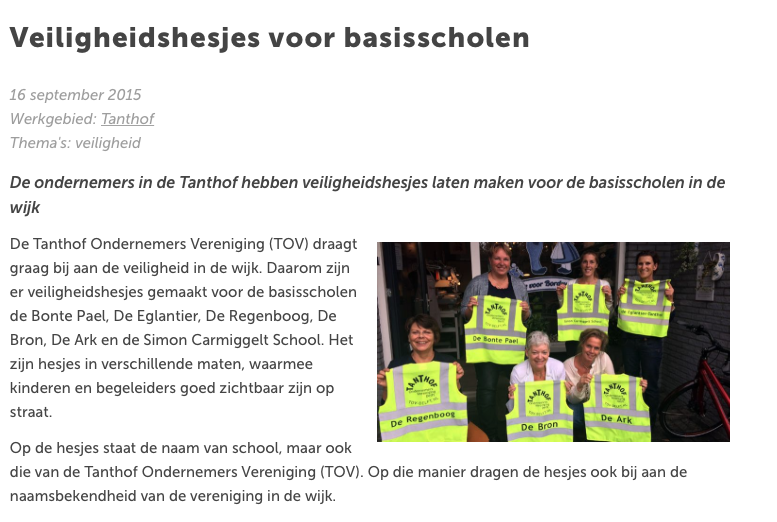 Veiligheidshesjes voor basisscholen
16 september 2015
Werkgebied: Tanthof
Thema's: veiligheid
De ondernemers in de Tanthof hebben veiligheidshesjes laten maken voor de basisscholen in de
wijk
De Tanthof Ondernemers Vereniging (TOV) draagt
graag bij aan de veiligheid in de wijk. Daarom zijn
er veiligheidshesjes gemaakt voor de basisscholen
de Bonte Pael, De Eglantier, De Regenboog, De
Bron, De Ark en de Simon Carmiggelt School. Het
zijn hesjes in verschillende maten, waarmee
kinderen en begeleiders goed zichtbaar zijn op
straat.
TANTHOF
De Bonte Pael
TANTHOF
TANTHOF
TANTHOF
De Regenboog
TANTHOF
De Bron
TANTHOF
De Ark
Op de hesjes staat de naam van school, maar ook
die van de Tanthof Ondernemers Vereniging (TOV). Op die manier dragen de hesjes ook bij aan de
naamsbekendheid van de vereniging in de wijk.